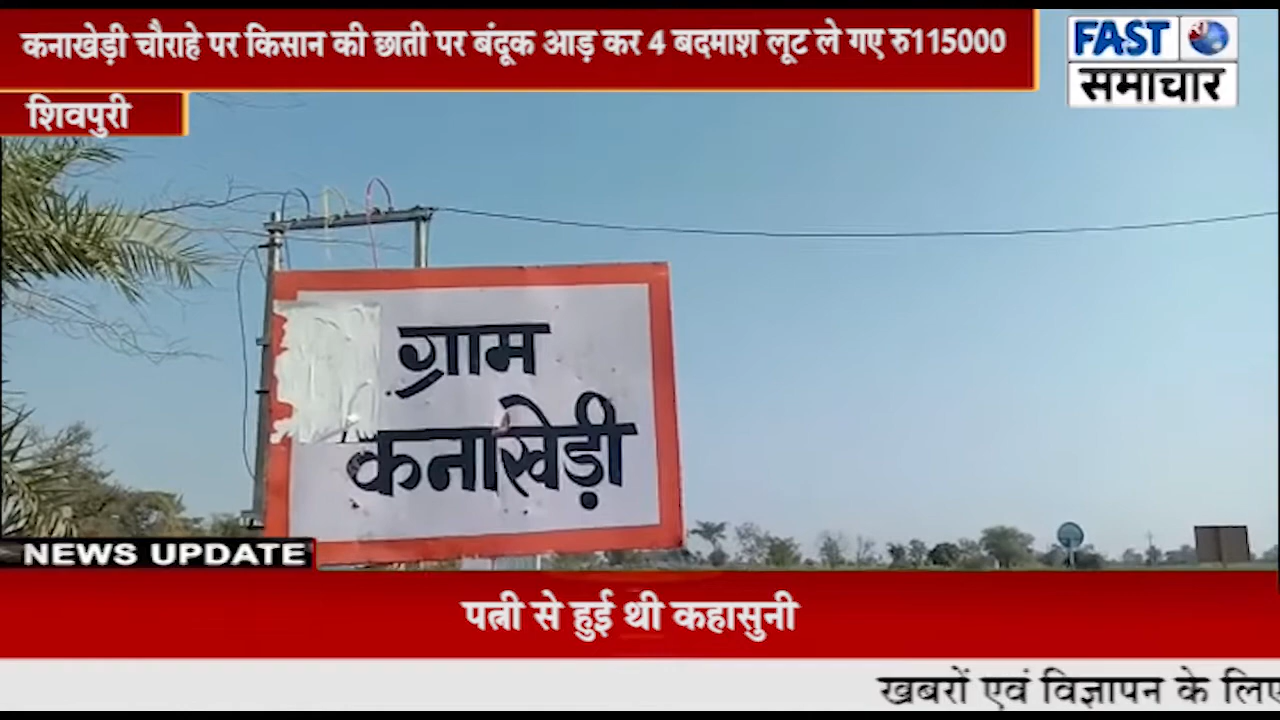 कनाखेड़ी चौराहे पर किसान की छाती पर बंदूक आड़ कर 4 बदमाश लूट ले गए रु115000
FAST
समाचार
शिवपुरी
ग्राम
कनाखेड़ी
NEWS UPDATE
पत्नी से हुई थी कहासुनी
खबरों एवं विज्ञापन के लिए